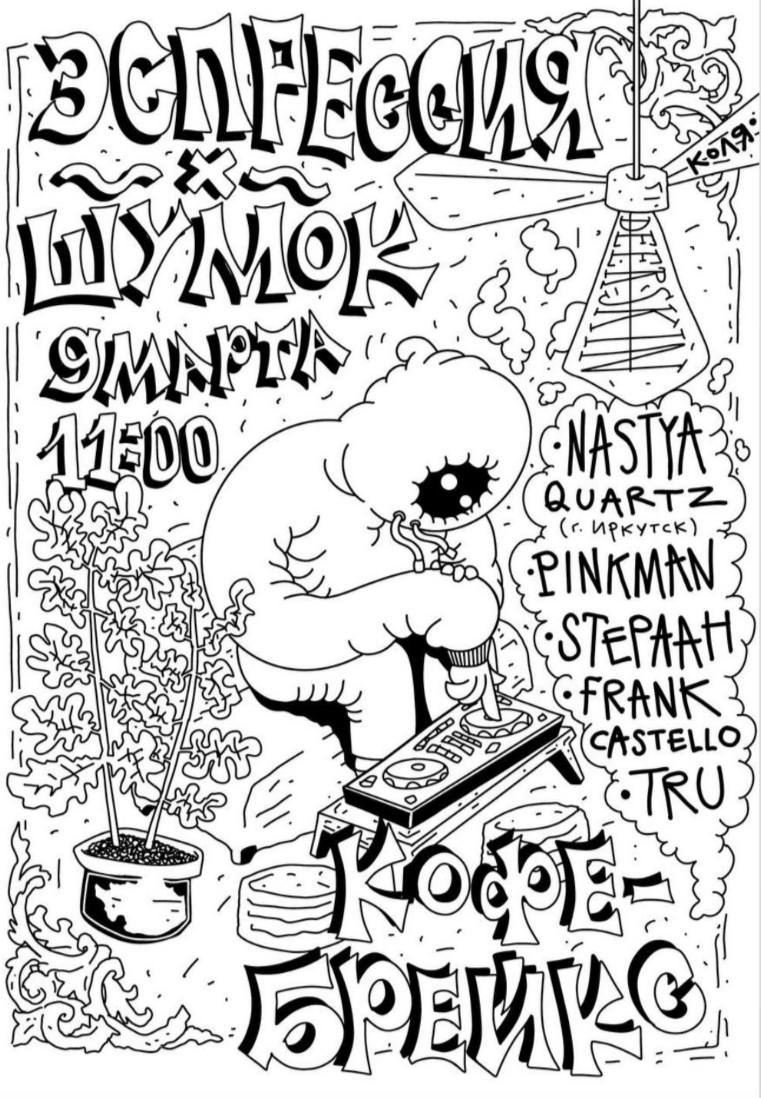 ЭСПРЕССИЯ
КОЛЯ.
~ X ~
ШУМОК
9 МАРТА
11:00
·NASTYA
QUARTZ
(г. ИРКУТСК)
·PINKMAN
·STEPAAH
·FRANK
CASTELLO
·TRU
КОФЕ-
БРЕЙКС